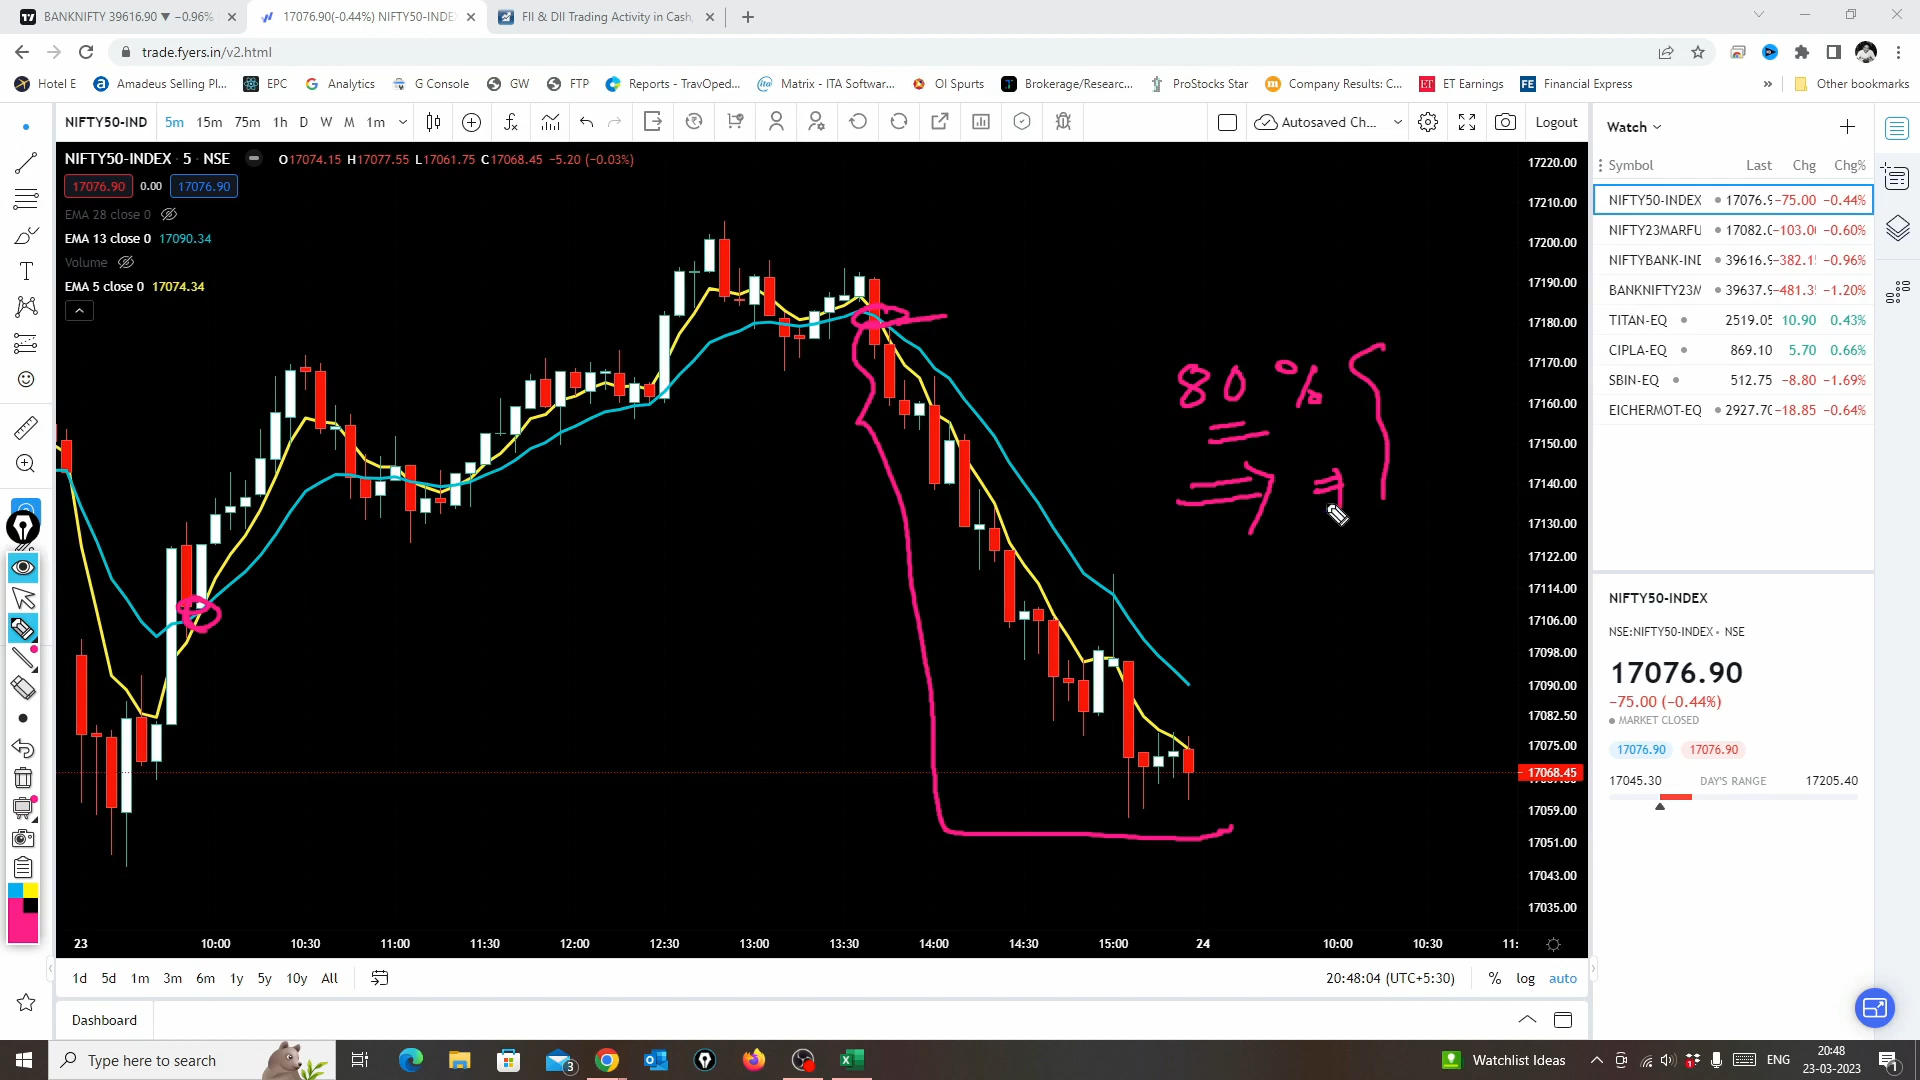 BANKNIFTY 39616.90 ▼ −0.96%
17076.90(-0.44%) NIFTY50-INDEX
FII & DII Trading Activity in Cash,
trade.fyers.in/v2.html
Hotel E
Amadeus Selling Pl...
EPC
Analytics
G Console
GW
FTP
Reports - TravOped...
Matrix - ITA Softwar...
OI Spurts
Brokerage/Researc...
ProStocks Star
Company Results: C...
ET Earnings
Financial Express
»
Other bookmarks
NIFTY50-IND 5m 15m 75m 1h D W M 1m
Autosaved Ch...
Logout
NIFTY50-INDEX · 5 · NSE
O17074.15 H17077.55 L17061.75 C17068.45 −5.20 (−0.03%)
17076.90 0.00 17076.90
EMA 28 close 0
EMA 13 close 0 17090.34
Volume
EMA 5 close 0 17074.34
80 %
17220.00
17210.00
17200.00
17190.00
17180.00
17170.00
17160.00
17150.00
17140.00
17130.00
17122.00
17114.00
17106.00
17098.00
17090.00
17082.50
17075.00
17068.45
17059.00
17051.00
17043.00
17035.00
23 10:00 10:30 11:00 11:30 12:00 12:30 13:00 13:30 14:00 14:30 15:00 24 10:00 10:30 11:
1d 5d 1m 3m 6m 1y 5y 10y All
20:48:04 (UTC+5:30) % log auto
Dashboard
Watch
Symbol Last Chg Chg%
NIFTY50-INDEX 17076.9 −75.00 −0.44%
NIFTY23MARFU 17082.0 −103.0 −0.60%
NIFTYBANK-IND 39616.9 −382.1 −0.96%
BANKNIFTY23M 39637.9 −481.3 −1.20%
TITAN-EQ 2519.05 10.90 0.43%
CIPLA-EQ 869.10 5.70 0.66%
SBIN-EQ 512.75 −8.80 −1.69%
EICHERMOT-EQ 2927.70 −18.85 −0.64%
NIFTY50-INDEX
NSE:NIFTY50-INDEX • NSE
17076.90
−75.00 (−0.44%)
MARKET CLOSED
17076.90 17076.90
17045.30 DAY'S RANGE 17205.40
Type here to search
3
Watchlist Ideas
ENG
20:48
23-03-2023
1